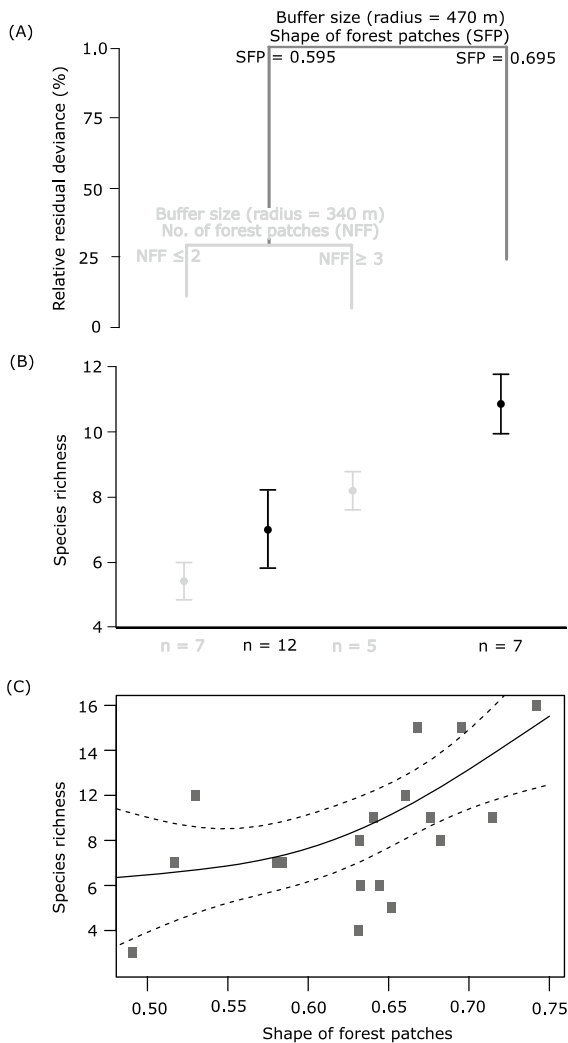 (A)
Buffer size (radius = 470 m)
Shape of forest patches (SFP)
SFP = 0.595
SFP = 0.695
Relative residual deviance (%)
1.0
75
50
25
0
Buffer size (radius = 340 m)
No. of forest patches (NFF)
NFF ≤ 2
NFF ≥ 3
(B)
Species richness
12
10
8
6
4
n = 7
n = 12
n = 5
n = 7
(C)
Species richness
16
14
12
8
6
4
0.50
0.55
0.60
0.65
0.70
0.75
Shape of forest patches